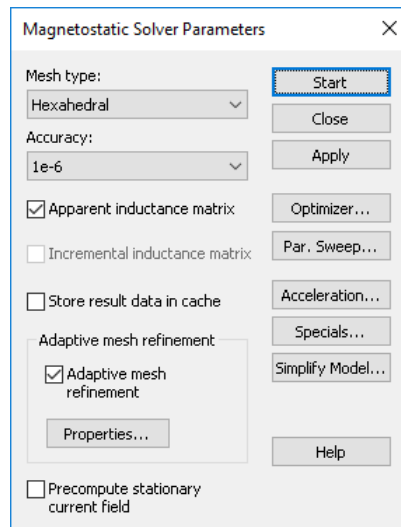 Magnetostatic Solver Parameters
Mesh type:
Hexahedral
Accuracy:
1e-6
Apparent inductance matrix
Incremental inductance matrix
Store result data in cache
Adaptive mesh refinement
Adaptive mesh
refinement
Properties...
Precompute stationary
current field
Start
Close
Apply
Optimizer...
Par. Sweep...
Acceleration...
Specials...
Simplify Model...
Help